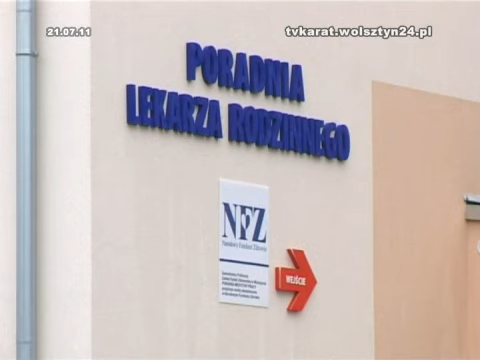 21.07.11
tvkarat.wolsztyn24.pl
PORADNIA
LEKARZA RODZINNEGO
NFZ
Narodowy Fundusz Zdrowia
WEJŚCIE